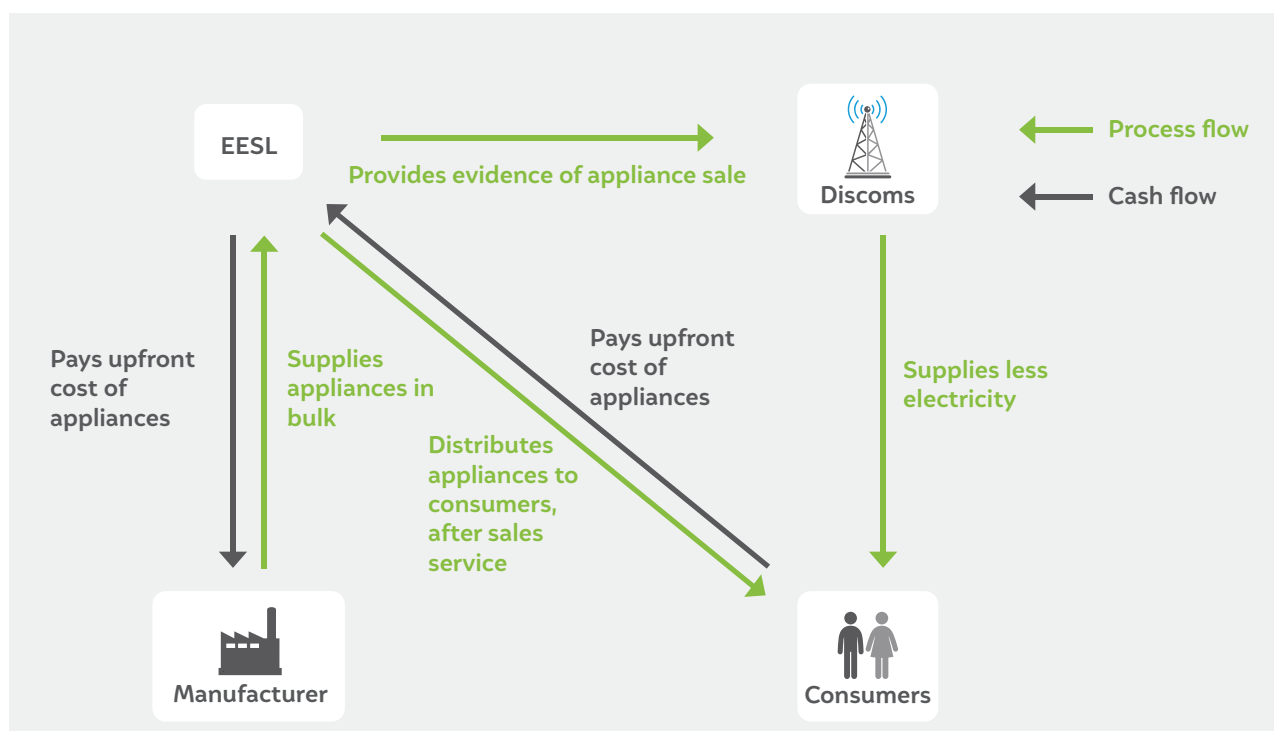 EESL
Provides evidence of appliance sale
Discoms
Process flow
Cash flow
Pays upfront
cost of
appliances
Supplies
appliances in
bulk
Distributes
appliances to
consumers,
after sales
service
Pays upfront
cost of
appliances
Supplies less
electricity
Manufacturer
Consumers